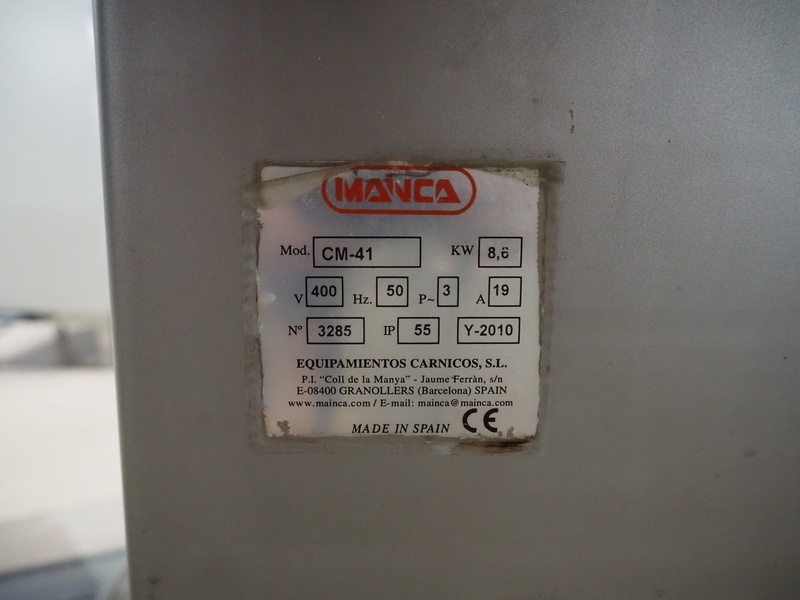 MAINCA
Mod. CM-41 KW 8,6
V 400 Hz. 50 P~ 3 A 19
Nº 3285 IP 55 Y-2010
EQUIPAMIENTOS CARNICOS, S.L.
P.I. "Coll de la Manya" - Jaume Ferràn, s/n
E-08400 GRANOLLERS (Barcelona) SPAIN
www.mainca.com / E-mail: mainca@mainca.com
MADE IN SPAIN CE